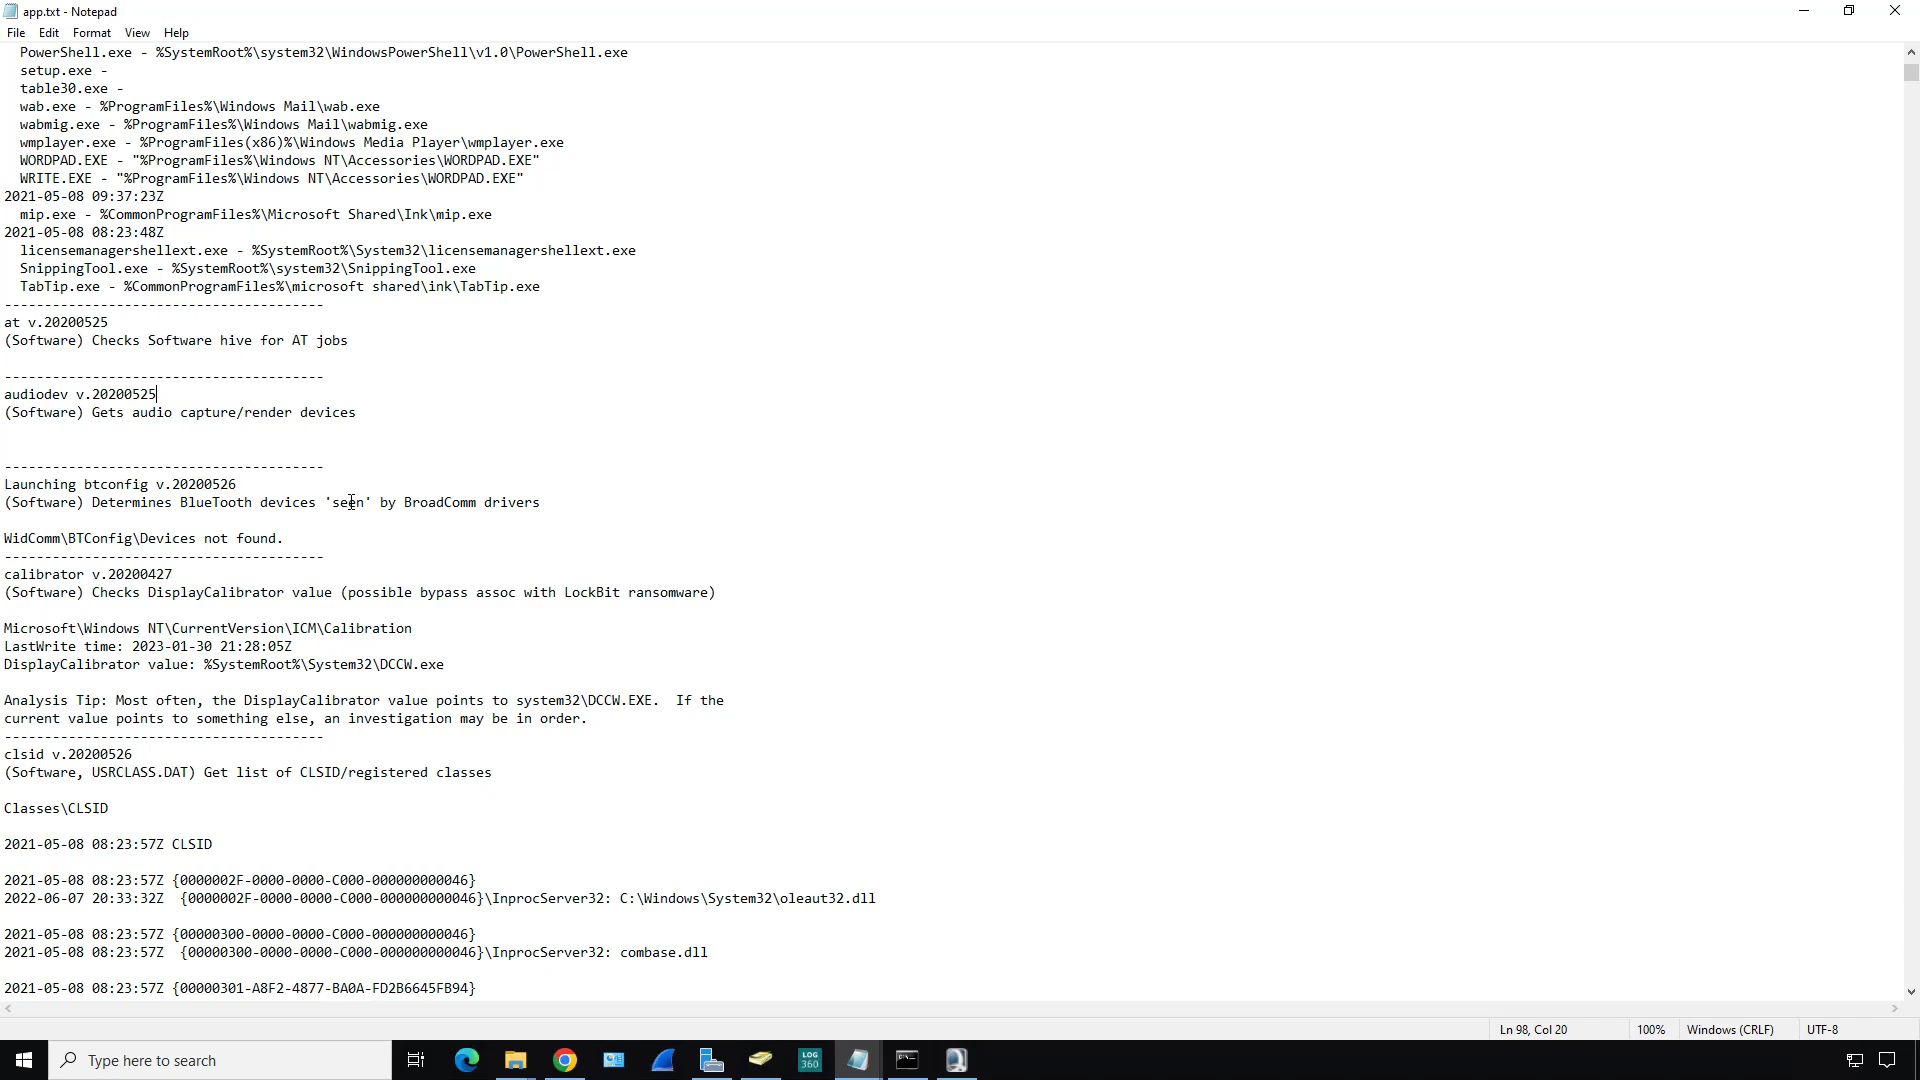 app.txt - Notepad
File Edit Format View Help
PowerShell.exe - %SystemRoot%\system32\WindowsPowerShell\v1.0\PowerShell.exe
setup.exe -
table30.exe -
wab.exe - %ProgramFiles%\Windows Mail\wab.exe
wabmig.exe - %ProgramFiles%\Windows Mail\wabmig.exe
wmplayer.exe - %ProgramFiles(x86)%\Windows Media Player\wmplayer.exe
WORDPAD.EXE - "%ProgramFiles%\Windows NT\Accessories\WORDPAD.EXE"
WRITE.EXE - "%ProgramFiles%\Windows NT\Accessories\WORDPAD.EXE"
2021-05-08 09:37:23Z
mip.exe - %CommonProgramFiles%\Microsoft Shared\Ink\mip.exe
2021-05-08 08:23:48Z
licensemanagershellext.exe - %SystemRoot%\System32\licensemanagershellext.exe
SnippingTool.exe - %SystemRoot%\system32\SnippingTool.exe
TabTip.exe - %CommonProgramFiles%\microsoft shared\ink\TabTip.exe
----------------------------------------
at v.20200525
(Software) Checks Software hive for AT jobs
----------------------------------------
audiodev v.20200525
(Software) Gets audio capture/render devices
----------------------------------------
Launching btconfig v.20200526
(Software) Determines BlueTooth devices 'seen' by BroadComm drivers
WidComm\BTConfig\Devices not found.
----------------------------------------
calibrator v.20200427
(Software) Checks DisplayCalibrator value (possible bypass assoc with LockBit ransomware)
Microsoft\Windows NT\CurrentVersion\ICM\Calibration
LastWrite time: 2023-01-30 21:28:05Z
DisplayCalibrator value: %SystemRoot%\System32\DCCW.exe
Analysis Tip: Most often, the DisplayCalibrator value points to system32\DCCW.EXE.  If the
current value points to something else, an investigation may be in order.
----------------------------------------
clsid v.20200526
(Software, USRCLASS.DAT) Get list of CLSID/registered classes
Classes\CLSID
2021-05-08 08:23:57Z CLSID
2021-05-08 08:23:57Z {0000002F-0000-0000-C000-000000000046}
2022-06-07 20:33:32Z  {0000002F-0000-0000-C000-000000000046}\InprocServer32: C:\Windows\System32\oleaut32.dll
2021-05-08 08:23:57Z {00000300-0000-0000-C000-000000000046}
2021-05-08 08:23:57Z  {00000300-0000-0000-C000-000000000046}\InprocServer32: combase.dll
2021-05-08 08:23:57Z {00000301-A8F2-4877-BA0A-FD2B6645FB94}
Ln 98, Col 20 100% Windows (CRLF) UTF-8
Type here to search
LOG
360